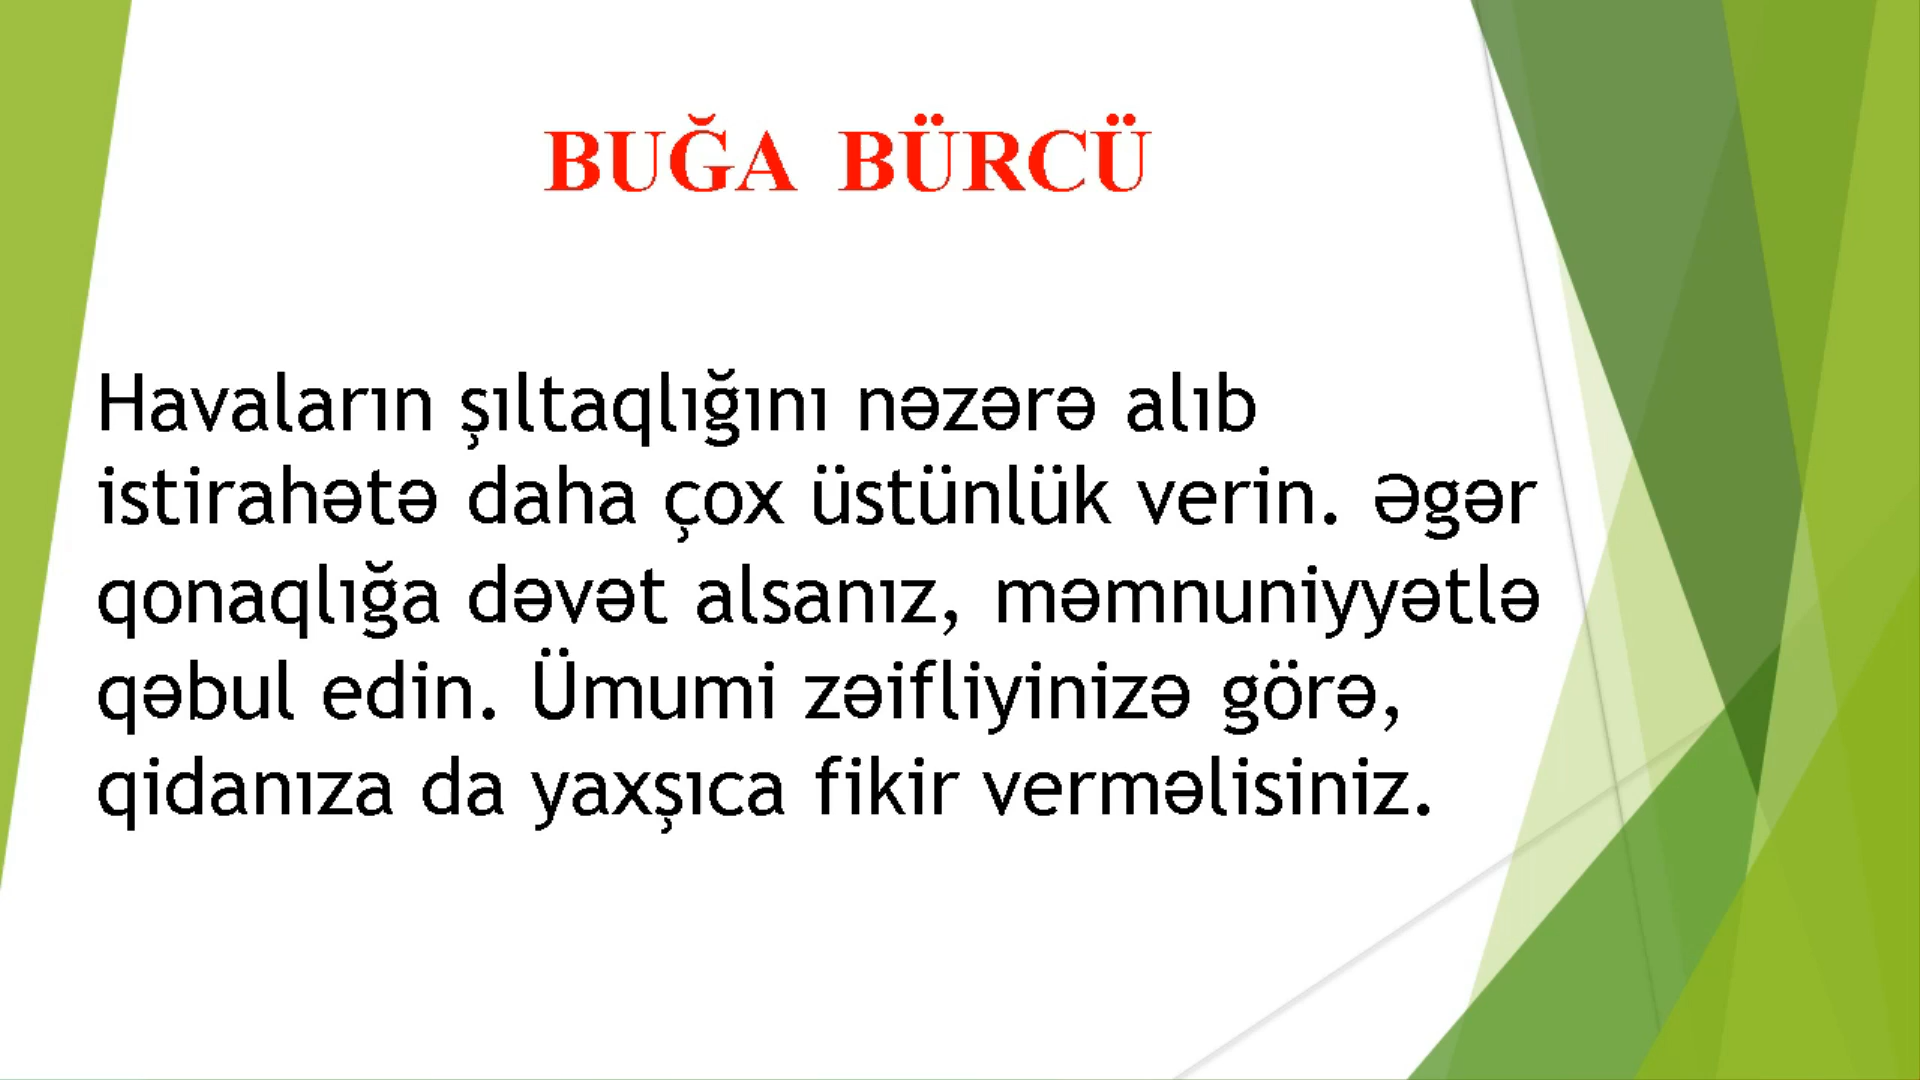 BUĞA BÜRCÜ
Havaların şıltaqlığını nəzərə alıb
istirahətə daha çox üstünlük verin. Əgər
qonaqlığa dəvət alsanız, məmnuniyyətlə
qəbul edin. Ümumi zəifliyinizə görə,
qidanıza da yaxşıca fikir verməlisiniz.